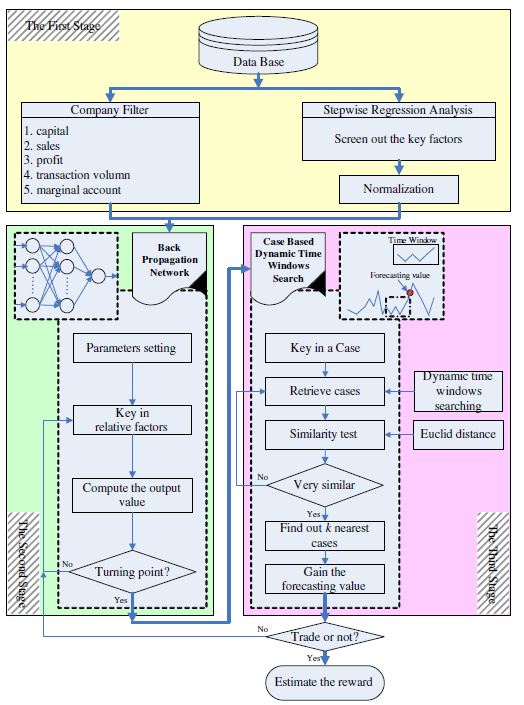 The First Stage
Data Base
Company Filter
1. capital
2. sales
3. profit
4. transaction volumn
5. marginal account
Stepwise Regression Analysis
Screen out the key factors
Normalization
Back
Propagation
Network
Parameters setting
Key in
relative factors
Compute the output
value
Turning point?
No
Yes
The Second Stage
Case Based
Dynamic Time
Windows
Search
Time Window
Forecasting value
Key in a Case
Retrieve cases
Dynamic time
windows
searching
Similarity test
Euclid distance
Very similar
No
Yes
Find out k nearest
cases
Gain the
forecasting value
The Third Stage
Trade or not?
No
Yes
Estimate the reward